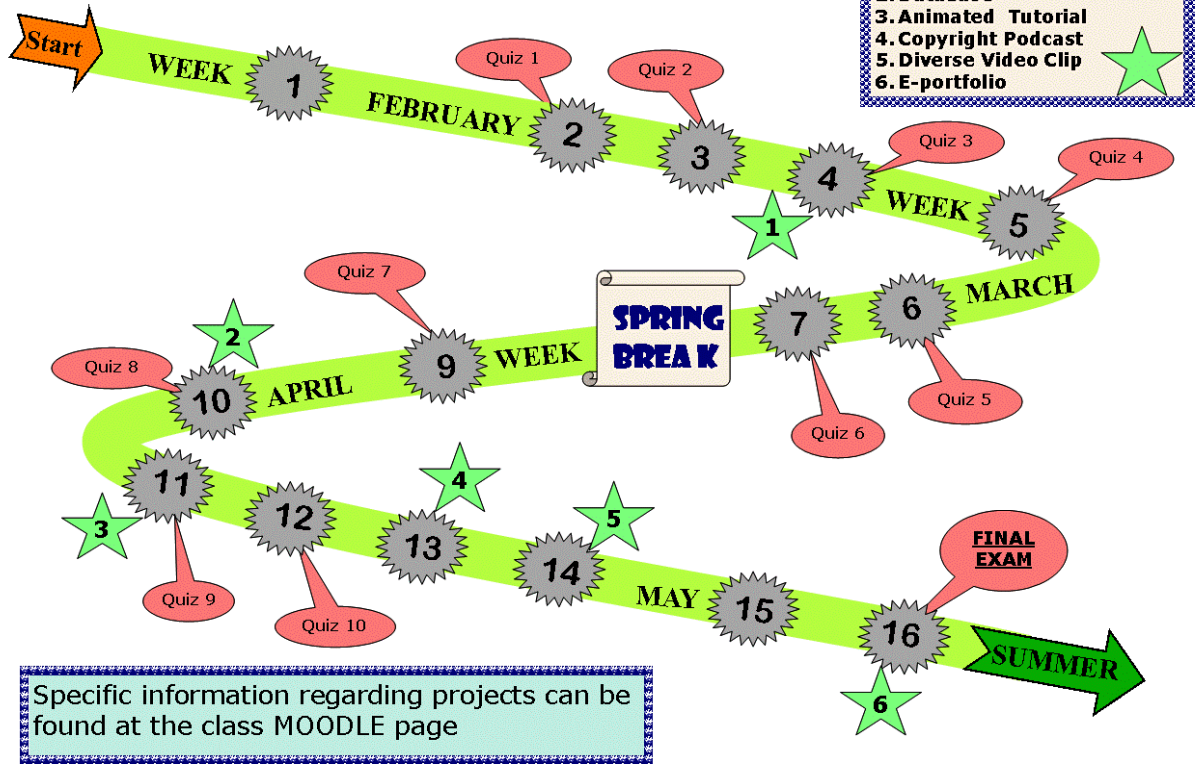 3. Animated Tutorial
4. Copyright Podcast
5. Diverse Video Clip
6. E-portfolio
Start
WEEK
1
FEBRUARY
Quiz 1
2
Quiz 2
3
4
Quiz 3
1
WEEK
5
Quiz 4
MARCH
6
Quiz 5
7
Quiz 6
SPRING
BREAK
WEEK
9
Quiz 7
APRIL
2
10
Quiz 8
11
3
Quiz 9
12
Quiz 10
13
4
14
5
MAY
15
16
FINAL
EXAM
6
SUMMER
Specific information regarding projects can be
found at the class MOODLE page